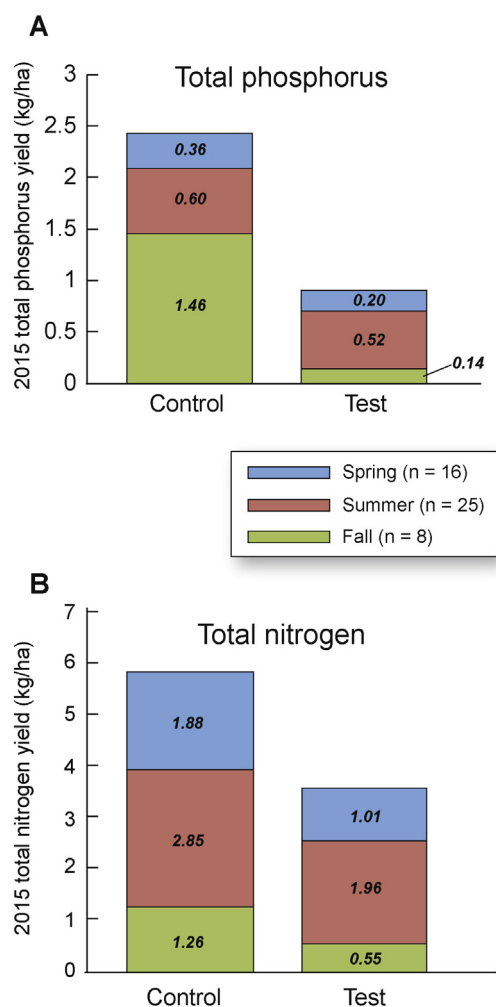 A
Total phosphorus
2015 total phosphorus yield (kg/ha)
3
2.5
2
1.5
1
0.5
0
0.36
0.60
1.46
0.20
0.52
0.14
Control
Test
Spring (n = 16)
Summer (n = 25)
Fall (n = 8)
B
Total nitrogen
2015 total nitrogen yield (kg/ha)
7
6
5
4
3
2
1
0
1.88
2.85
1.26
1.01
1.96
0.55
Control
Test